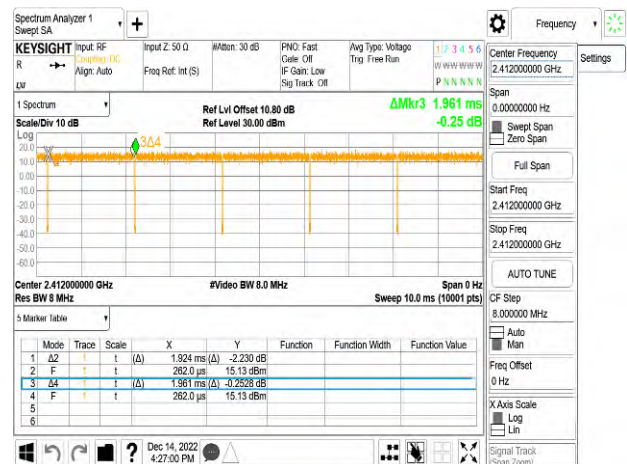 Spectrum Analyzer 1
Swept SA
Frequency
KEYSIGHT
Input: RF
Coupling: DC
Align: Auto
Input Z: 50 Ω
Freq Ref: Int (S)
#Atten: 30 dB
PNO: Fast
Gate: Off
IF Gain: Low
Sig Track: Off
Avg Type: Voltage
Trig: Free Run
1 2 3 4 5 6
W W W W W W
P N N N N N
R
LXI
1 Spectrum
Scale/Div 10 dB
Ref Lvl Offset 10.80 dB
Ref Level 30.00 dBm
ΔMkr3 1.961 ms
-0.25 dB
Log
20.0
10.0
0.00
-10.0
-20.0
-30.0
-40.0
-50.0
-60.0
3Δ4
Center 2.412000000 GHz
#Video BW 8.0 MHz
Span 0 Hz
Res BW 8 MHz
Sweep 10.0 ms (10001 pts)
5 Marker Table
Mode Trace Scale X Y Function Function Width Function Value
1 Δ2 1 t (Δ) 1.924 ms (Δ) -2.230 dB
2 F 1 t 262.0 µs 15.13 dBm
3 Δ4 1 t (Δ) 1.961 ms (Δ) -0.2528 dB
4 F 1 t 262.0 µs 15.13 dBm
5
6
?
Dec 14, 2022
4:27:00 PM
Center Frequency
2.412000000 GHz
Settings
Span
0.00000000 Hz
Swept Span
Zero Span
Full Span
Start Freq
2.412000000 GHz
Stop Freq
2.412000000 GHz
AUTO TUNE
CF Step
8.000000 MHz
Auto
Man
Freq Offset
0 Hz
X Axis Scale
Log
Lin
Signal Track
(Span Zoom)